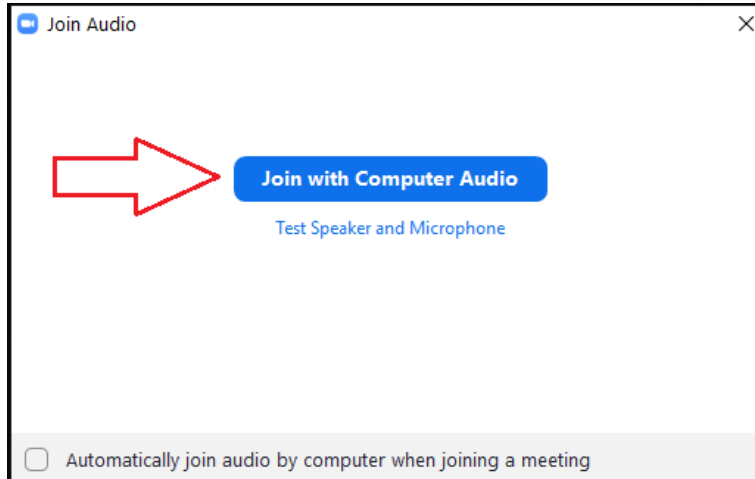 Join Audio
Join with Computer Audio
Test Speaker and Microphone
Automatically join audio by computer when joining a meeting